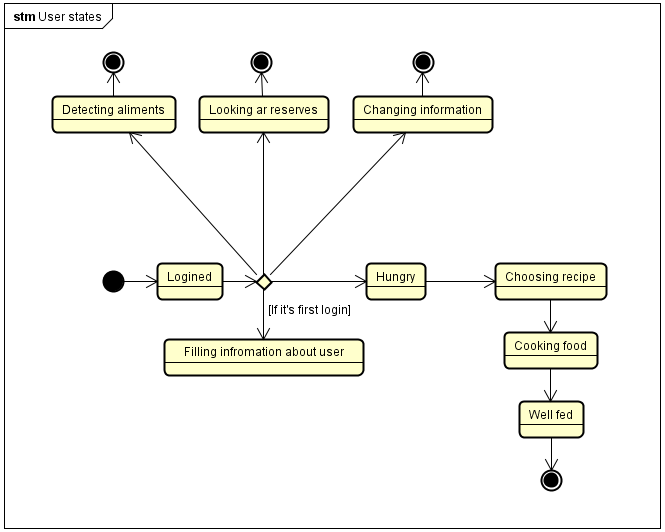 stm User states
Detecting aliments
Looking ar reserves
Changing information
Logined
Hungry
Choosing recipe
[If it's first login]
Filling infromation about user
Cooking food
Well fed